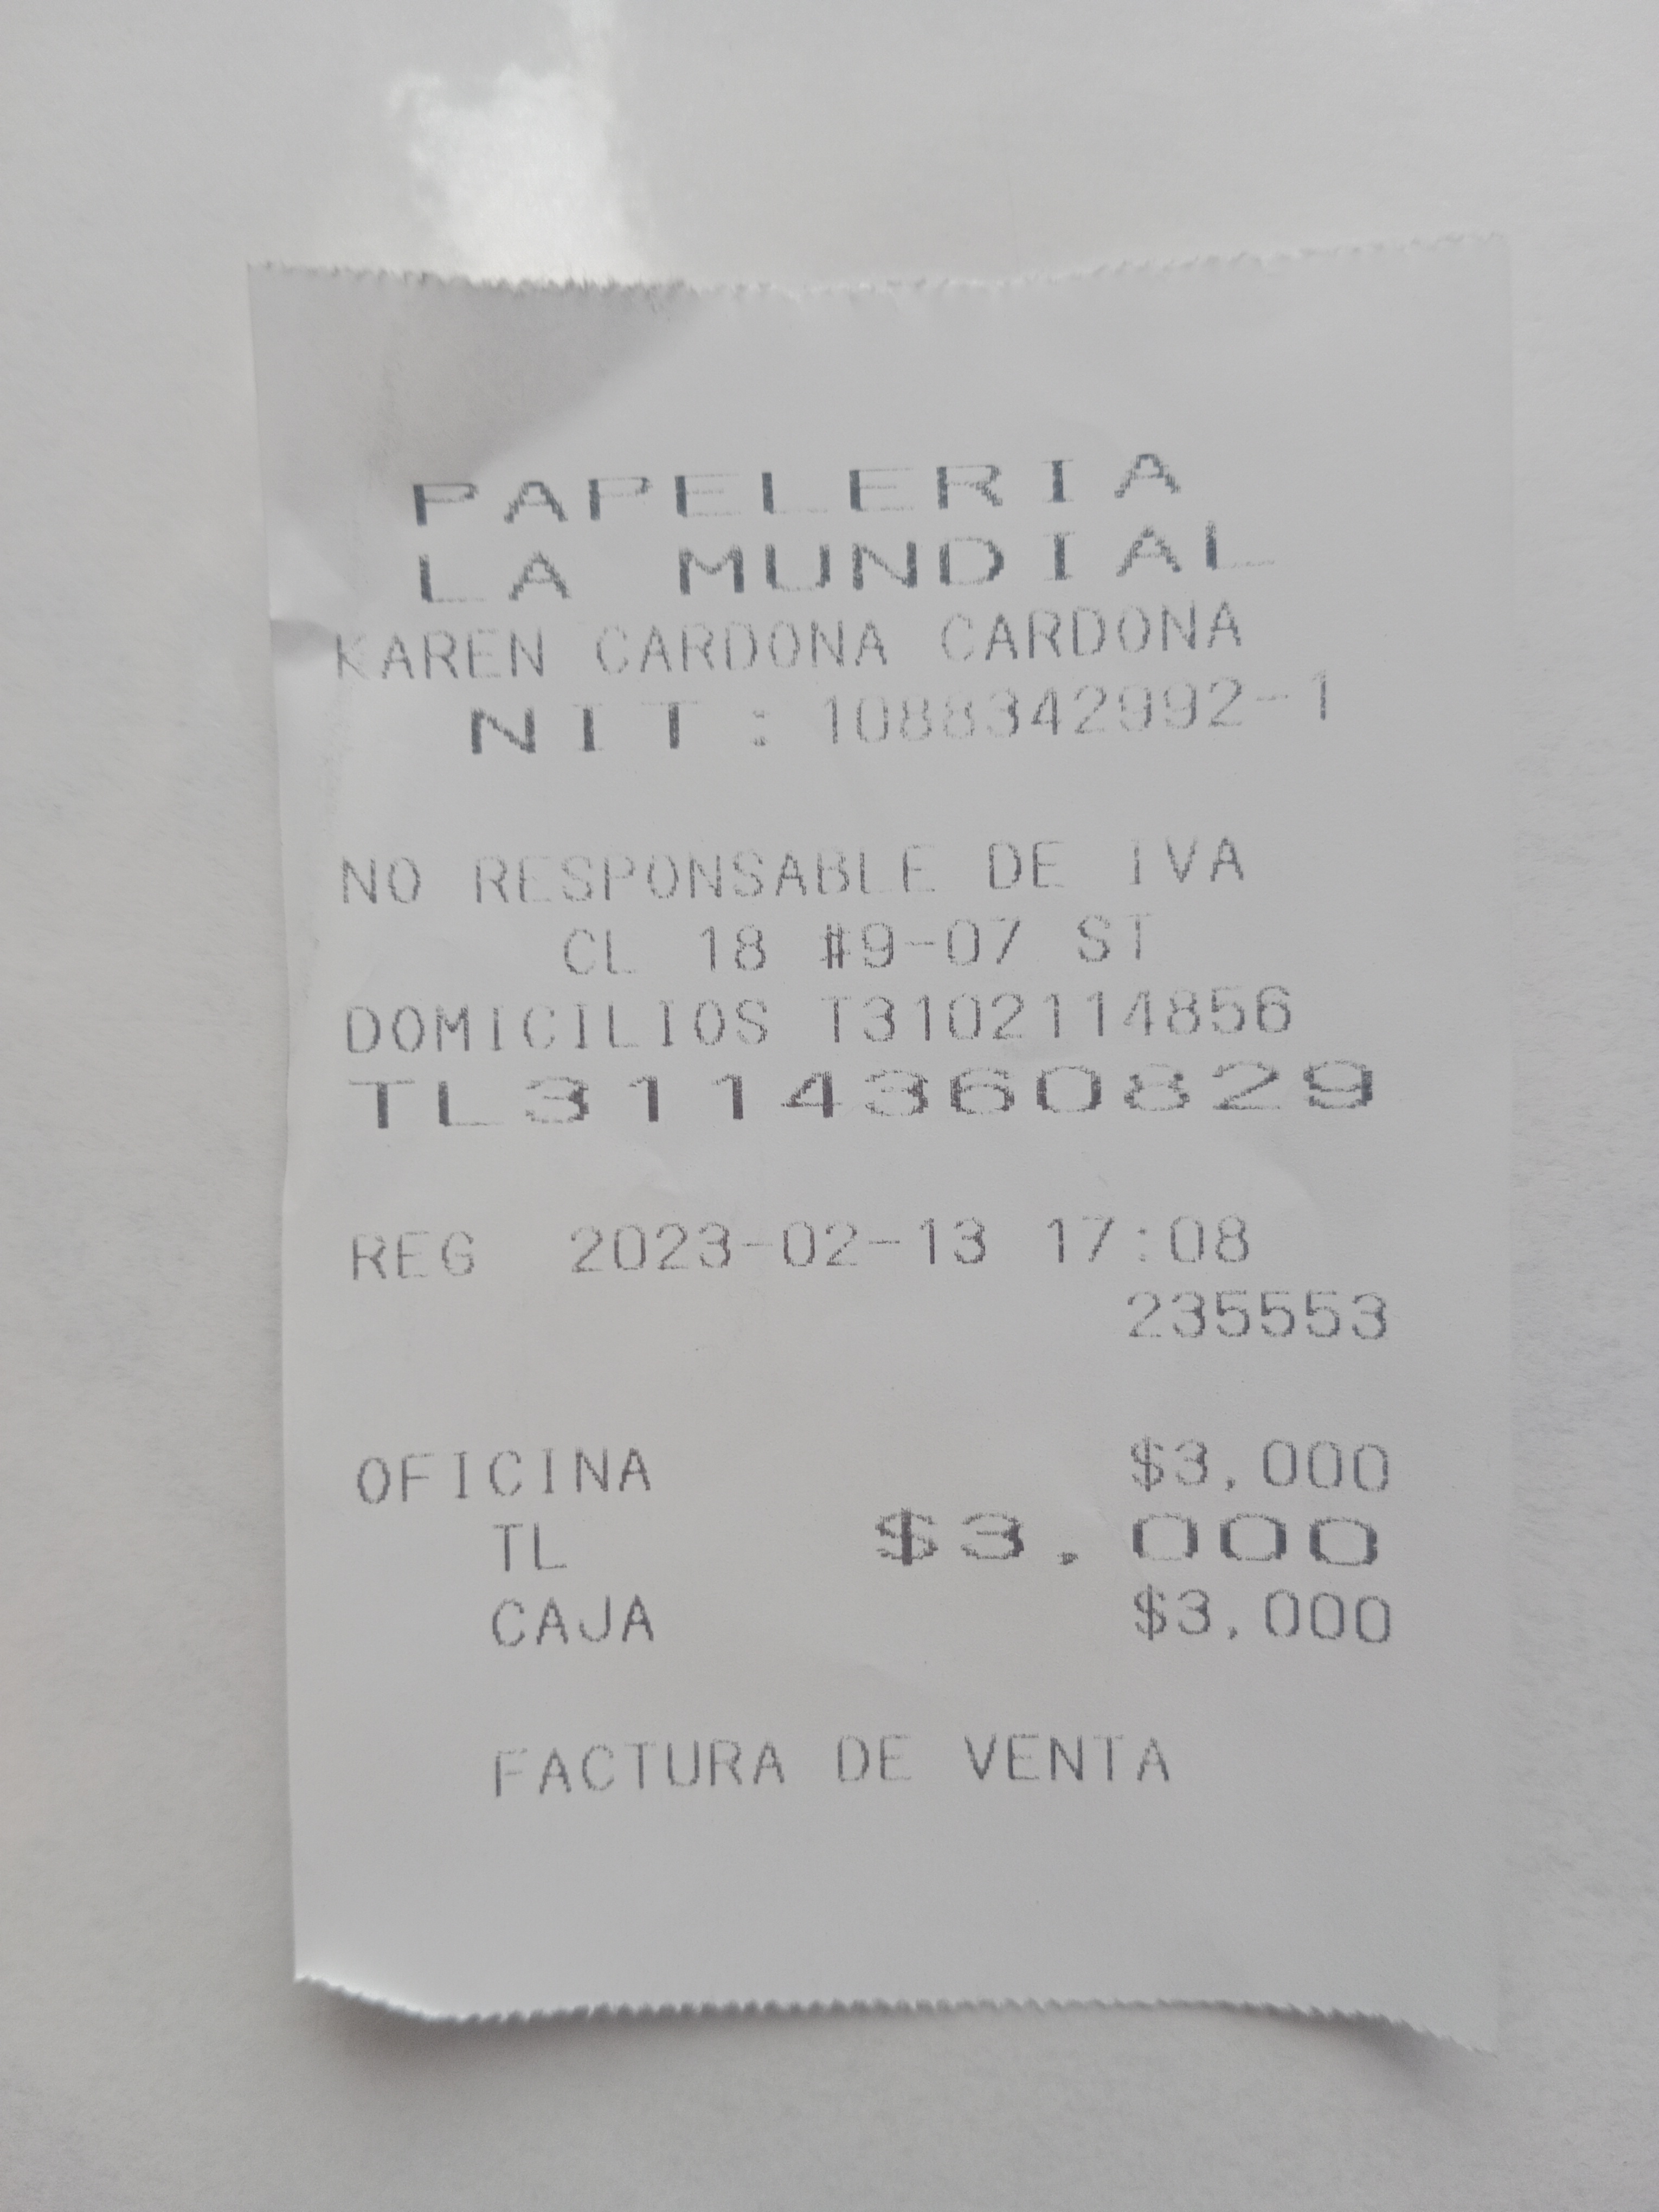 PAPELERIA
LA MUNDIAL
KAREN CARDONA CARDONA
NIT: 1088342992-1
NO RESPONSABLE DE IVA
CL 18 #9-07 ST
DOMICILIOS T3102114856
TL3114360829
REG 2023-02-13 17:08
235553
OFICINA $3,000
TL $3.000
CAJA $3,000
FACTURA DE VENTA